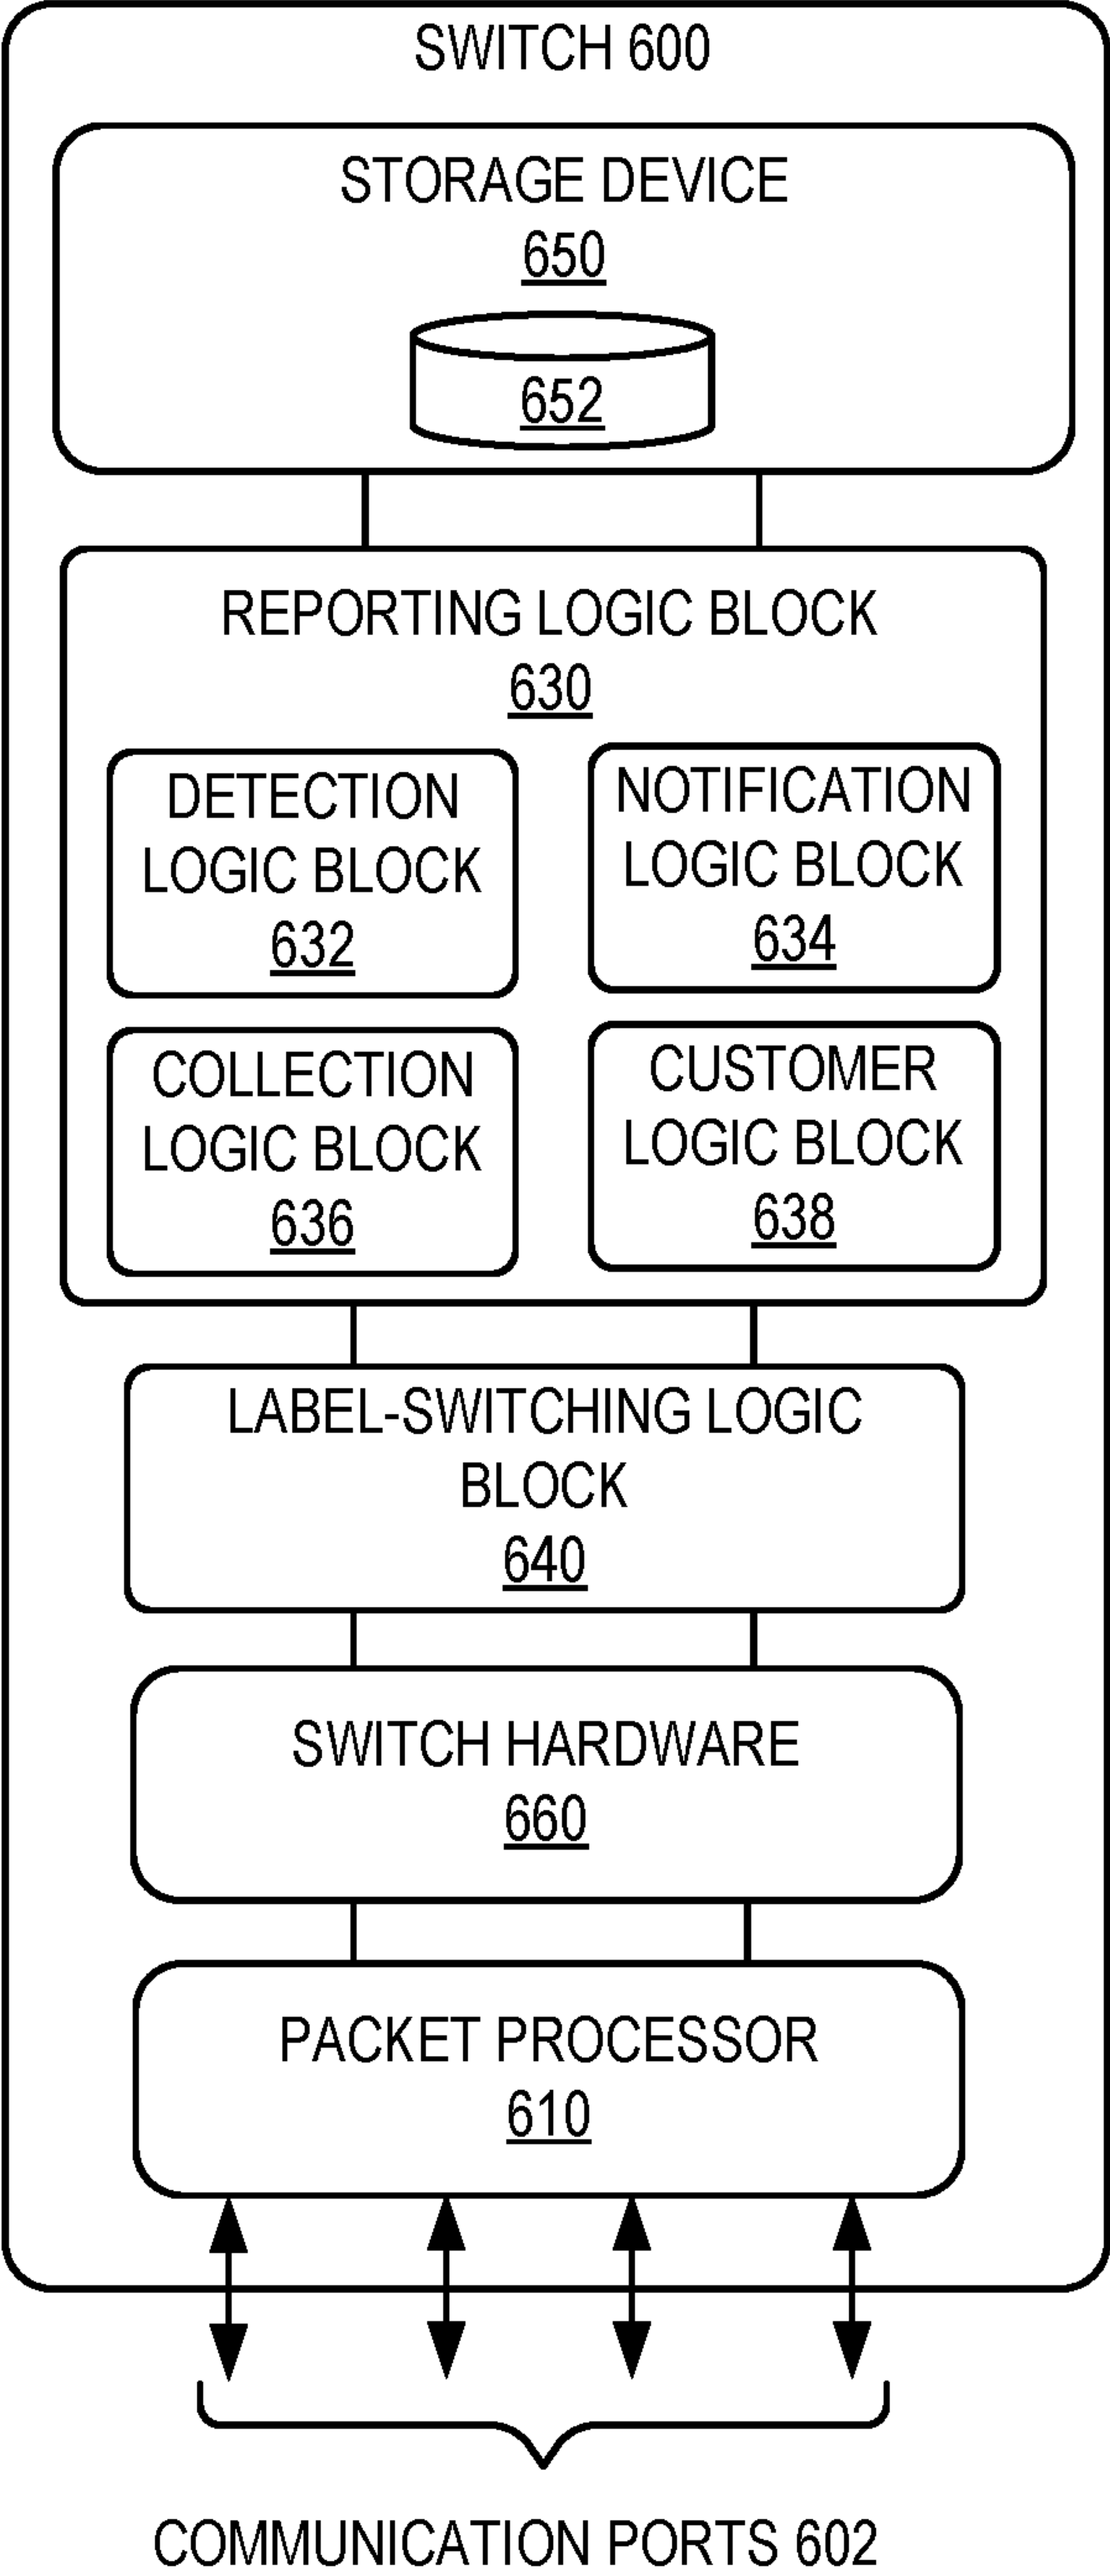 SWITCH 600
STORAGE DEVICE
650
652
REPORTING LOGIC BLOCK
630
DETECTION
LOGIC BLOCK
632
NOTIFICATION
LOGIC BLOCK
634
COLLECTION
LOGIC BLOCK
636
CUSTOMER
LOGIC BLOCK
638
LABEL-SWITCHING LOGIC
BLOCK
640
SWITCH HARDWARE
660
PACKET PROCESSOR
610
COMMUNICATION PORTS 602